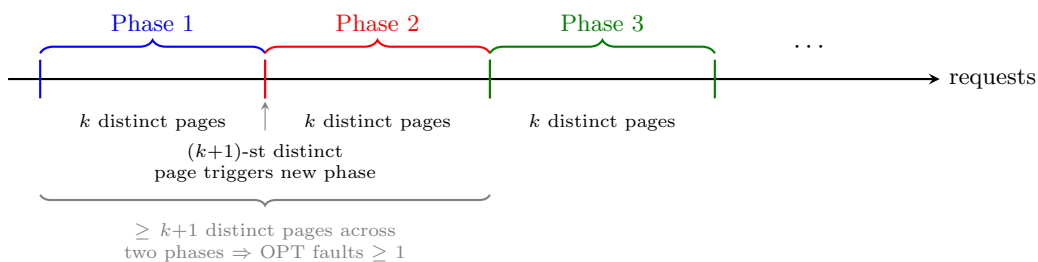 Phase 1
Phase 2
Phase 3
...
requests
k distinct pages
k distinct pages
k distinct pages
(k+1)-st distinct
page triggers new phase
≥ k+1 distinct pages across
two phases ⇒ OPT faults ≥ 1